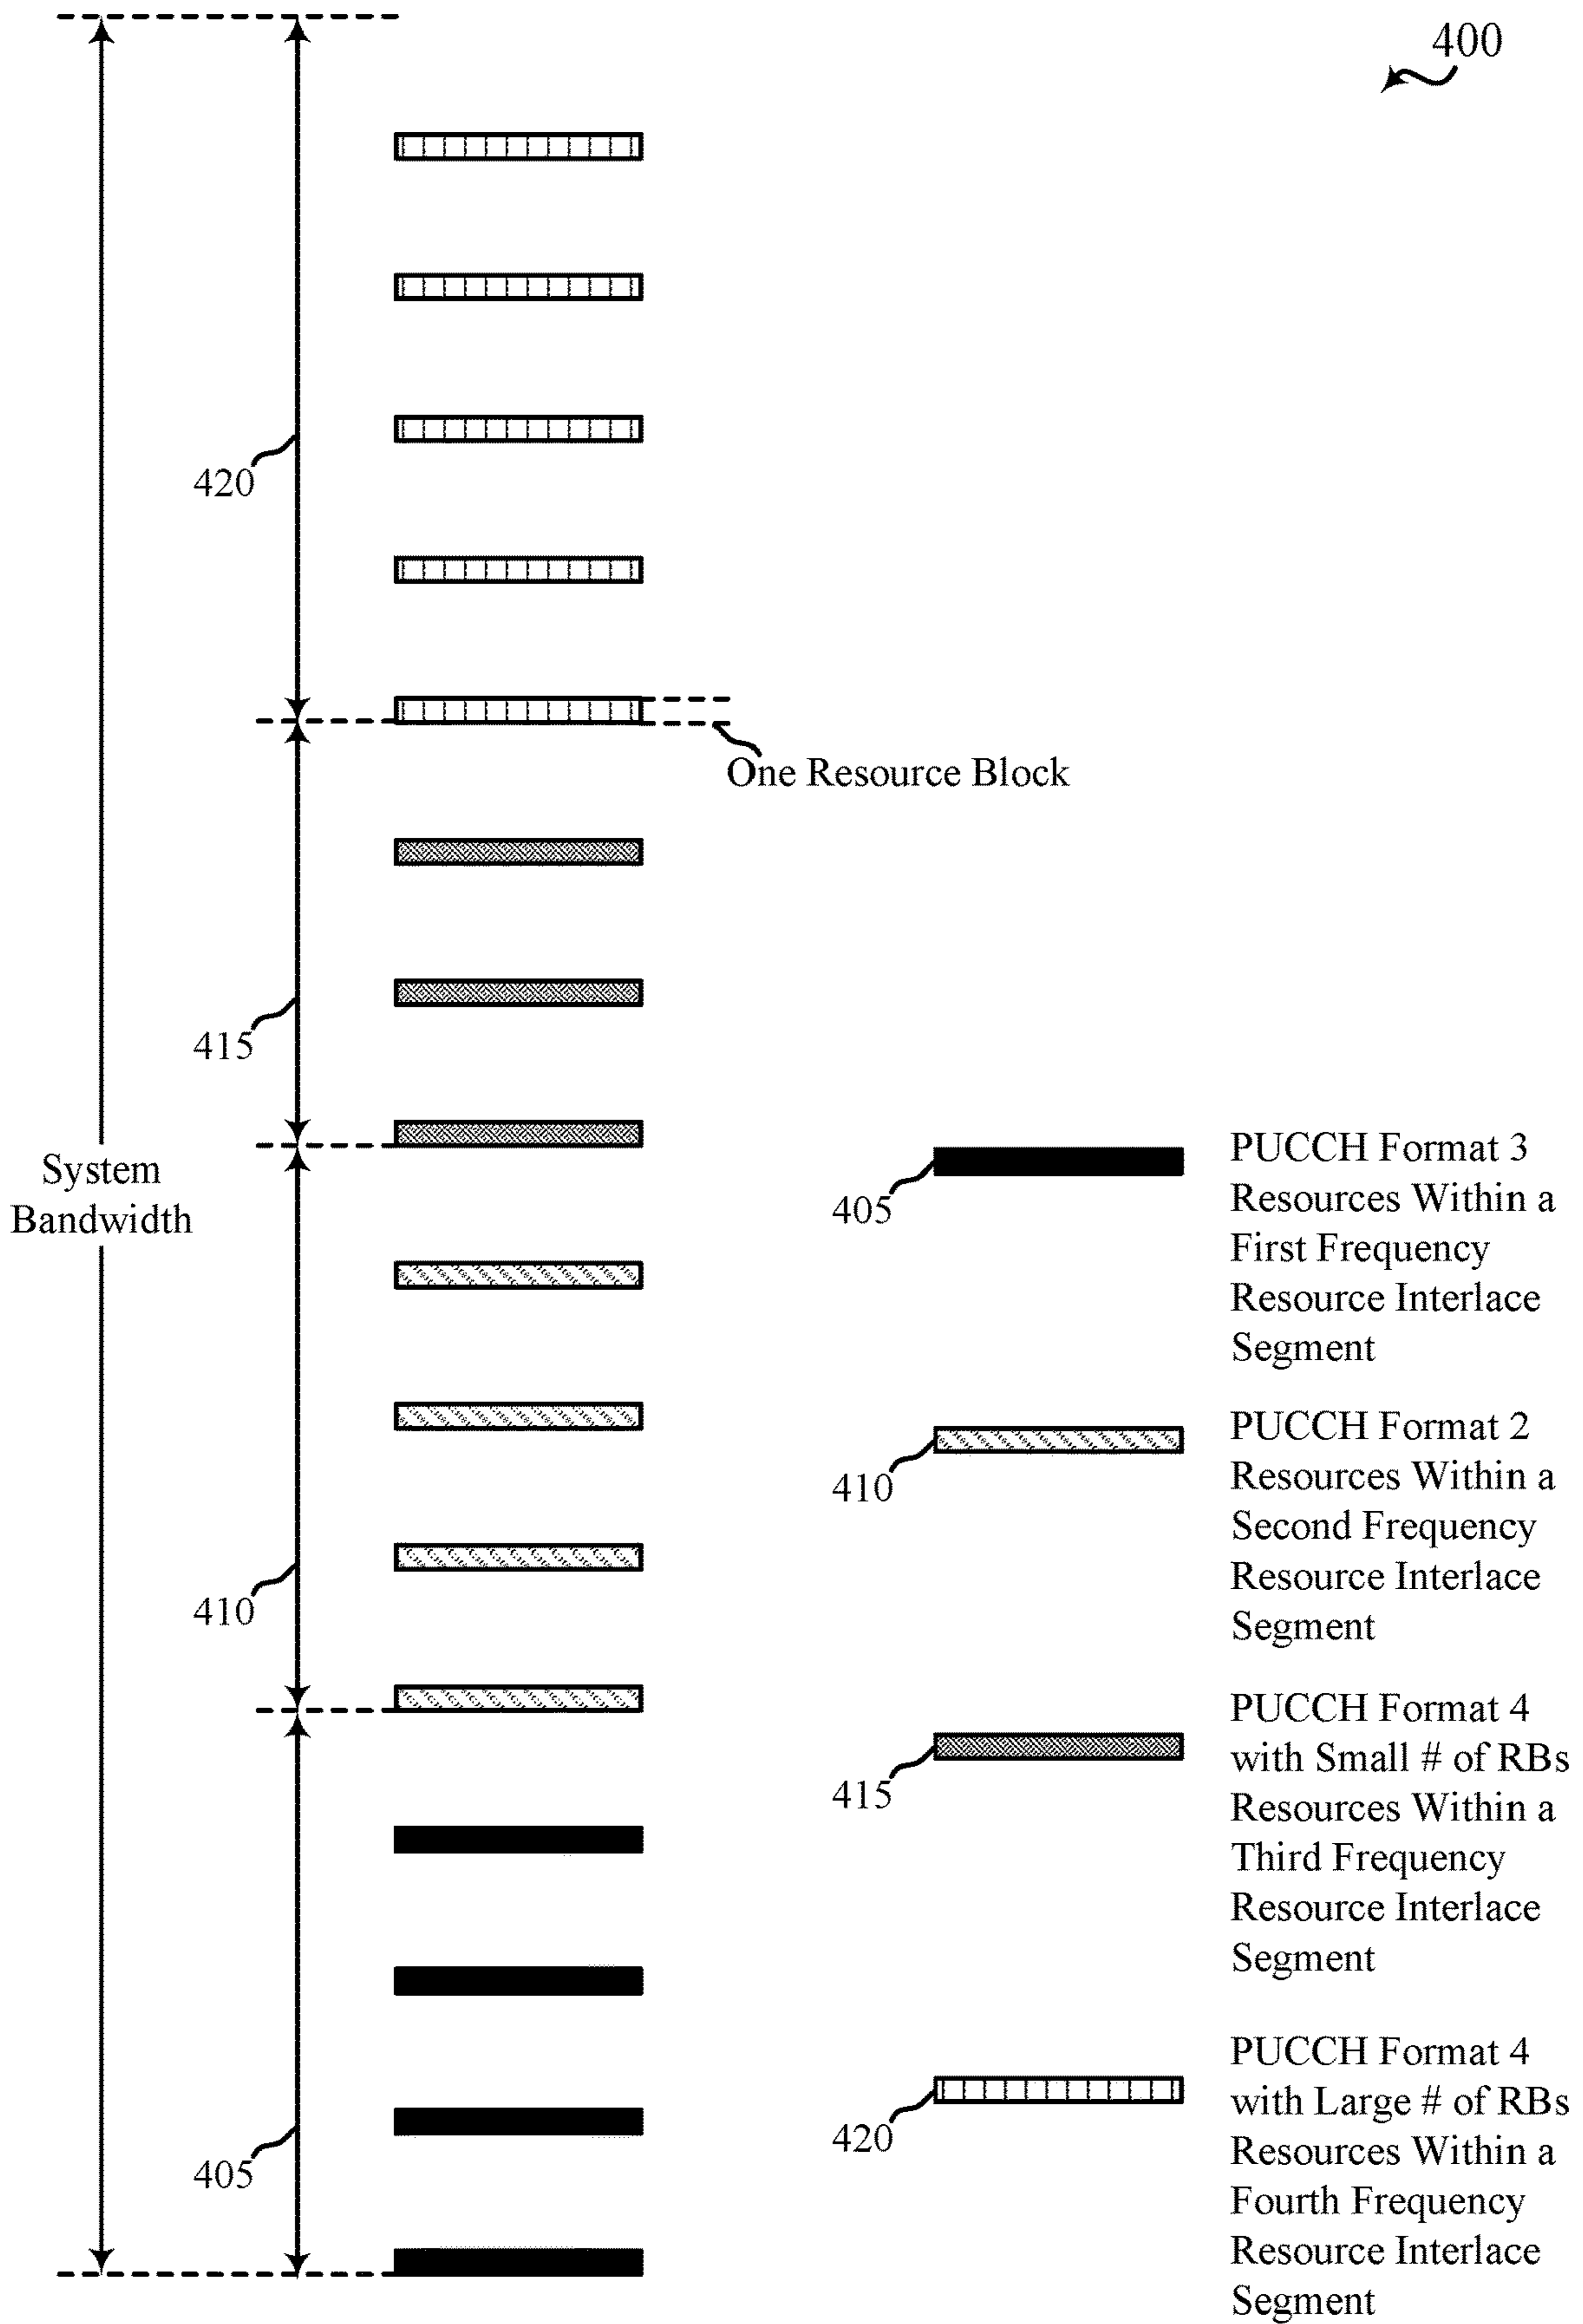 400
420
One Resource Block
415
System
Bandwidth
405
PUCCH Format 3
Resources Within a
First Frequency
Resource Interlace
Segment
410
PUCCH Format 2
Resources Within a
Second Frequency
Resource Interlace
Segment
410
415
PUCCH Format 4
with Small # of RBs
Resources Within a
Third Frequency
Resource Interlace
Segment
405
420
PUCCH Format 4
with Large # of RBs
Resources Within a
Fourth Frequency
Resource Interlace
Segment